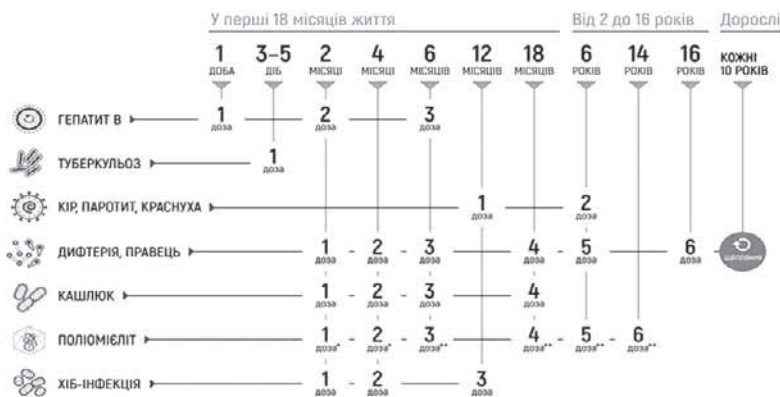 У перші 18 місяців життя Від 2 до 16 років Дорослі
1 3–5 2 4 6 12 18 6 14 16 КОЖНІ
ДОБА ДІБ МІСЯЦІ МІСЯЦІ МІСЯЦІВ МІСЯЦІВ МІСЯЦІВ РОКІВ РОКІВ РОКІВ 10 РОКІВ
ГЕПАТИТ В 1 2 3
доза доза доза
ТУБЕРКУЛЬОЗ 1
доза
КІР, ПАРОТИТ, КРАСНУХА 1 2
доза доза
ДИФТЕРІЯ, ПРАВЕЦЬ 1 2 3 4 5 6
доза доза доза доза доза доза щеплення
КАШЛЮК 1 2 3 4
доза доза доза доза
ПОЛІОМІЄЛІТ 1 2 3 4 5 6
доза* доза* доза** доза** доза** доза**
ХІБ-ІНФЕКЦІЯ 1 2 3
доза доза доза